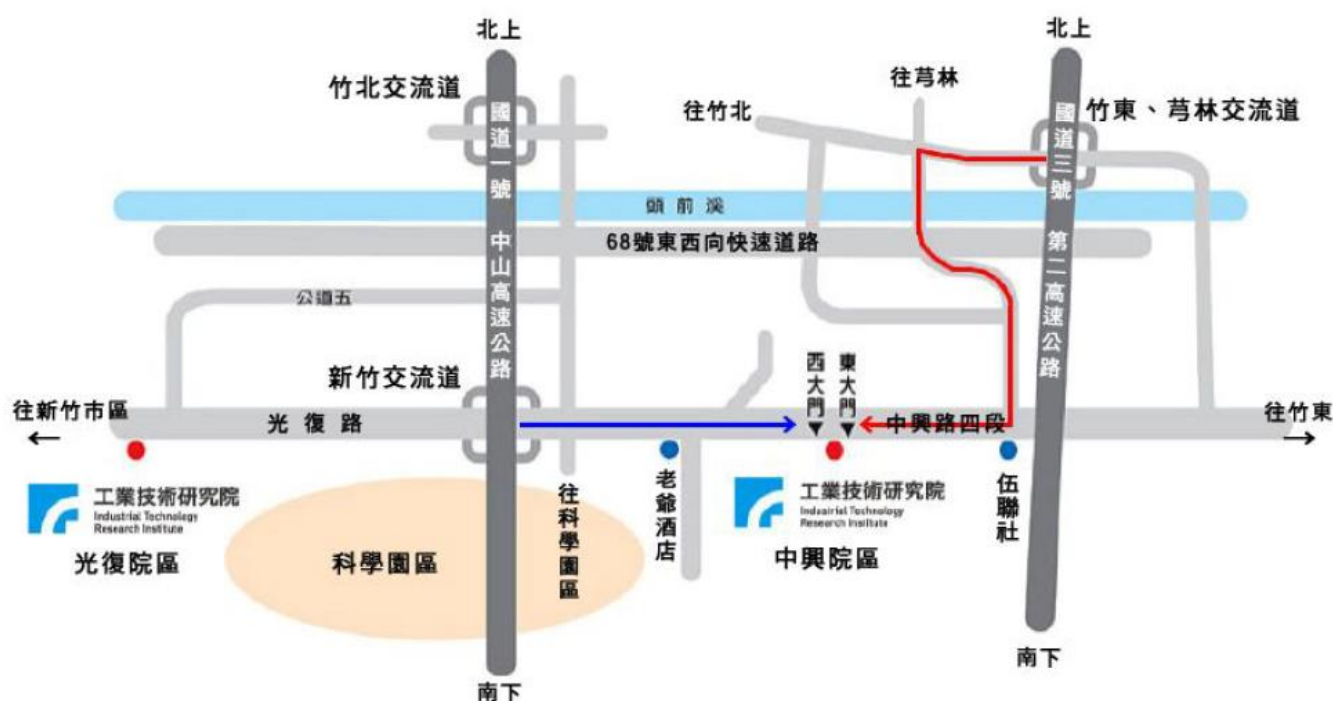 北上
北上
竹北交流道
往芎林
往竹北
竹東、芎林交流道
國道一號 中山高速公路
國道三號 第二高速公路
頭前溪
68號東西向快速道路
公道五
新竹交流道
西大門
東大門
往新竹市區
光復路
中興路四段
往竹東
工業技術研究院
Industrial Technology
Research Institute
光復院區
科學園區
往科學園區
老爺酒店
工業技術研究院
Industrial Technology
Research Institute
中興院區
伍聯社
南下
南下